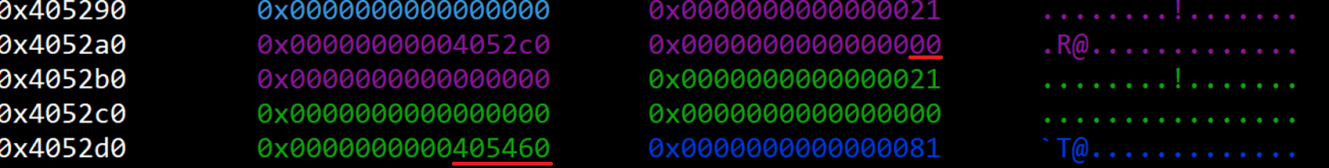 0x405290 0x0000000000000000 0x0000000000000021 ........!.......
0x4052a0 0x00000000004052c0 0x0000000000000000 .R@.............
0x4052b0 0x0000000000000000 0x0000000000000021 ........!.......
0x4052c0 0x0000000000000000 0x0000000000000000 ................
0x4052d0 0x0000000000405460 0x0000000000000081 `T@.............